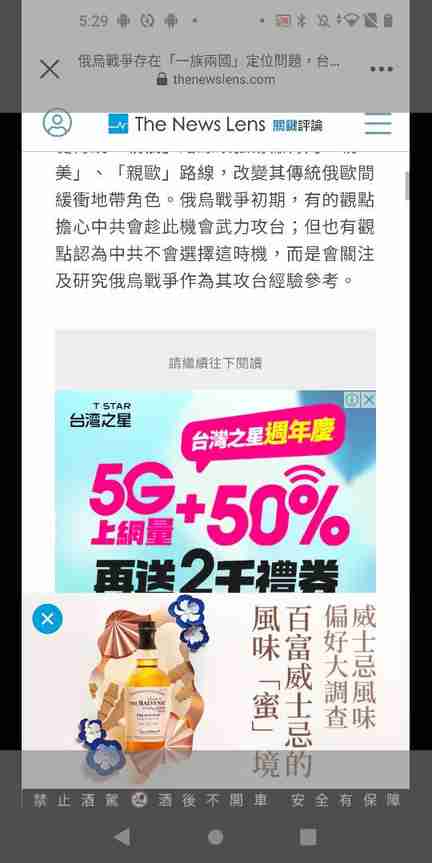 5:29
俄烏戰爭存在「一族兩國」定位問題，台...
thenewslens.com
The News Lens 關鍵評論
美」、「親歐」路線，改變其傳統俄歐間
緩衝地帶角色。俄烏戰爭初期，有的觀點
擔心中共會趁此機會武力攻台；但也有觀
點認為中共不會選擇這時機，而是會關注
及研究俄烏戰爭作為其攻台經驗參考。
請繼續往下閱讀
T STAR
台湾之星
台灣之星週年慶
5G
上網量
+50%
再送2千禮券
威士忌風味
偏好大調查
百富威士忌的
風味「蜜」境
THE BALVENIE
禁止酒駕 酒後不開車 安全有保障